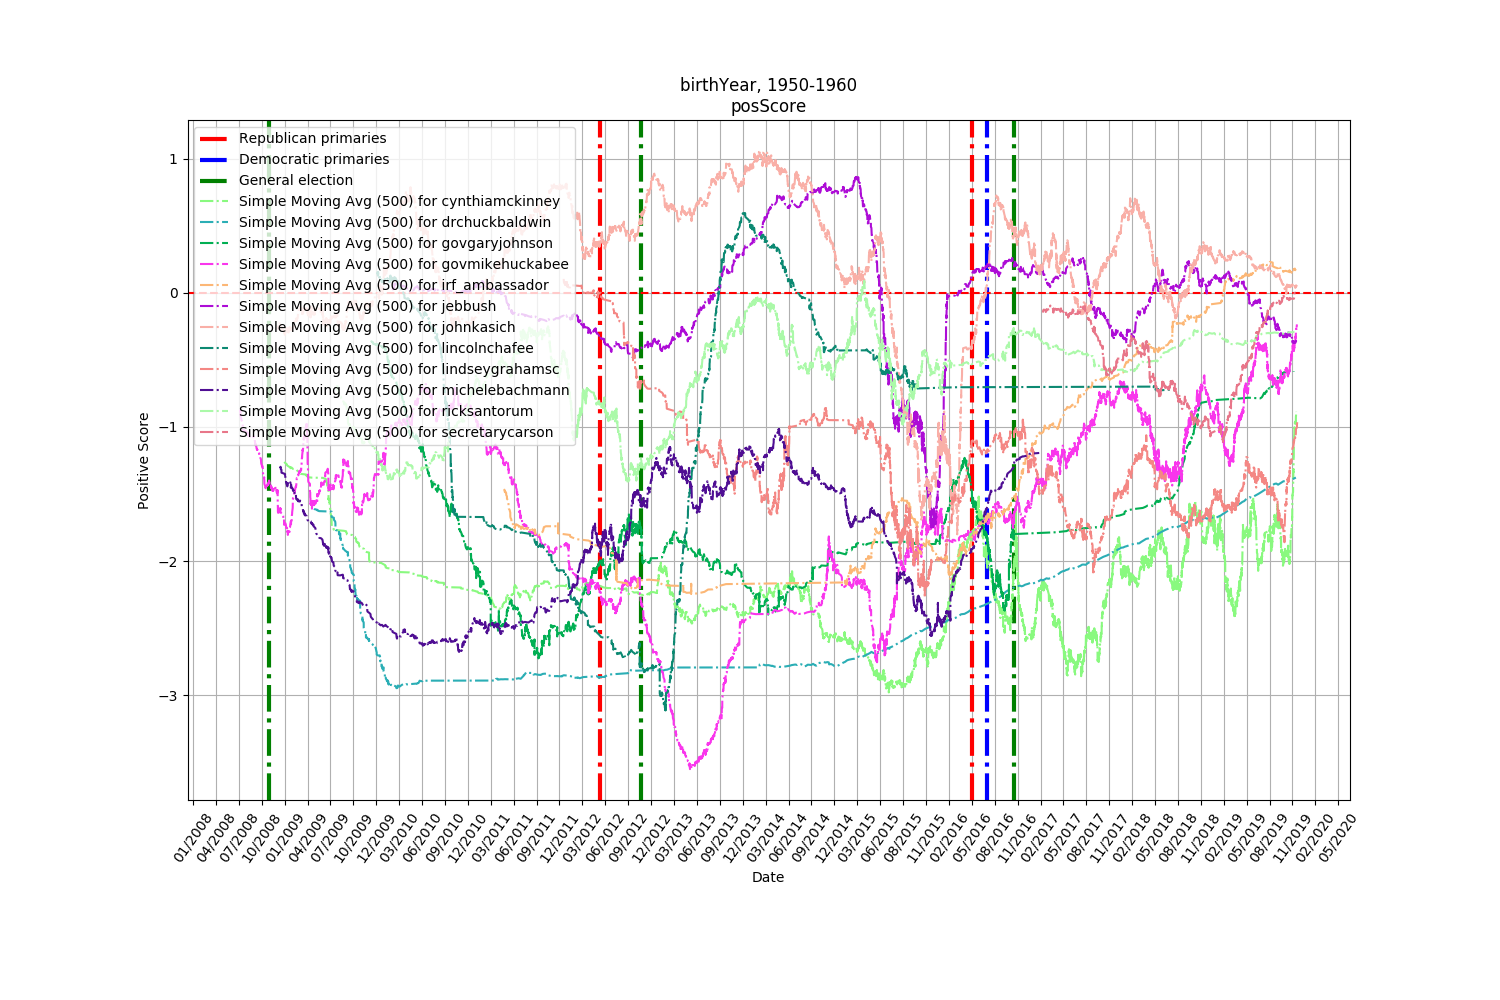 birthYear, 1950-1960
posScore
Republican primaries
Democratic primaries
General election
Simple Moving Avg (500) for cynthiamckinney
Simple Moving Avg (500) for drchuckbaldwin
Simple Moving Avg (500) for govgaryjohnson
Simple Moving Avg (500) for govmikehuckabee
Simple Moving Avg (500) for irf_ambassador
Simple Moving Avg (500) for jebbush
Simple Moving Avg (500) for johnkasich
Simple Moving Avg (500) for lincolnchafee
Simple Moving Avg (500) for lindseygrahamsc
Simple Moving Avg (500) for michelebachmann
Simple Moving Avg (500) for ricksantorum
Simple Moving Avg (500) for secretarycarson
Positive Score
1
0
−1
−2
−3
01/2008
04/2008
07/2008
10/2008
01/2009
04/2009
07/2009
10/2009
12/2009
03/2010
06/2010
09/2010
12/2010
03/2011
06/2011
09/2011
11/2011
03/2012
06/2012
09/2012
12/2012
03/2013
06/2013
09/2013
12/2013
03/2014
06/2014
09/2014
12/2014
03/2015
06/2015
08/2015
11/2015
02/2016
05/2016
08/2016
11/2016
02/2017
05/2017
08/2017
11/2017
02/2018
05/2018
08/2018
11/2018
02/2019
05/2019
08/2019
11/2019
02/2020
05/2020
Date